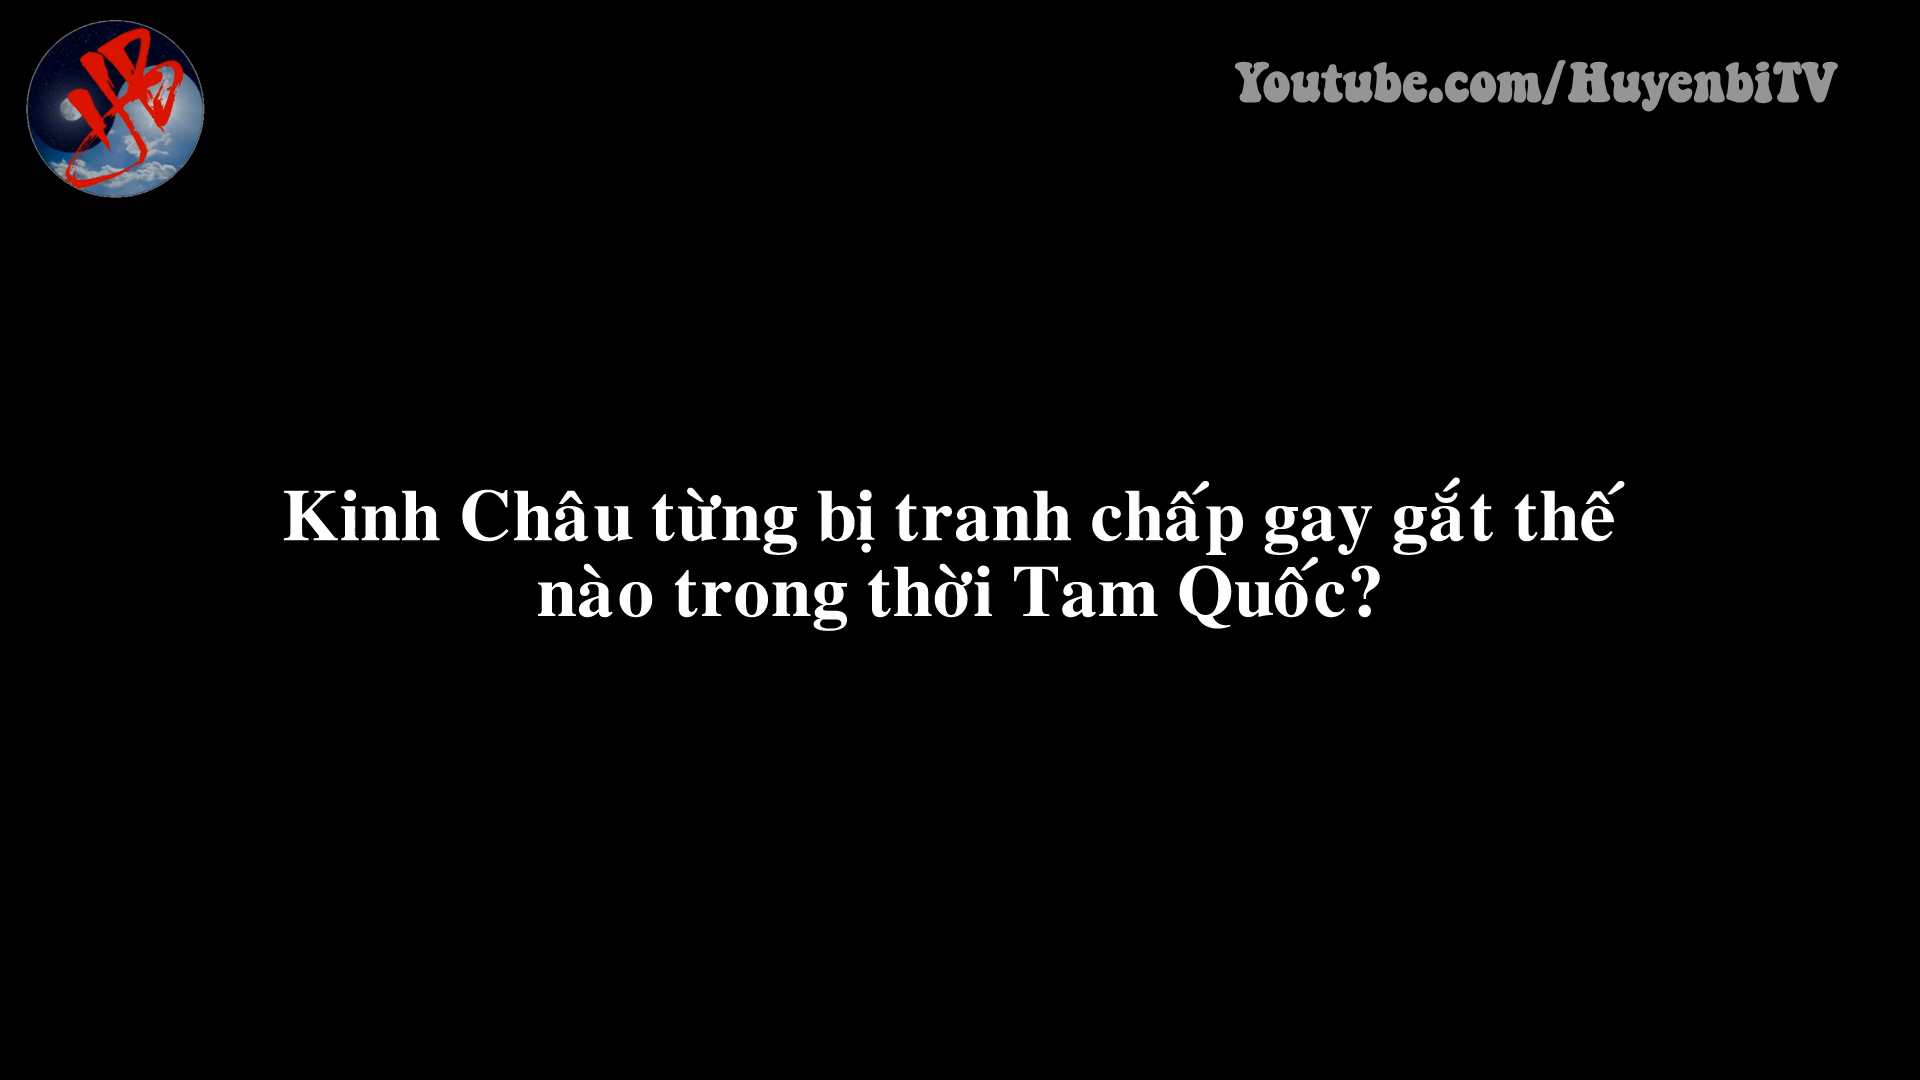 Youtube.com/HuyenbiTV
Kinh Châu từng bị tranh chấp gay gắt thế
nào trong thời Tam Quốc?